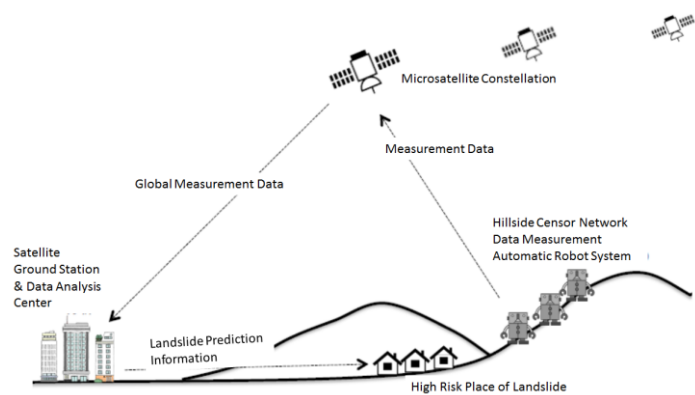 Microsatellite Constellation
Measurement Data
Global Measurement Data
Hillside Censor Network
Data Measurement
Automatic Robot System
Satellite
Ground Station
& Data Analysis
Center
Landslide Prediction
Information
High Risk Place of Landslide